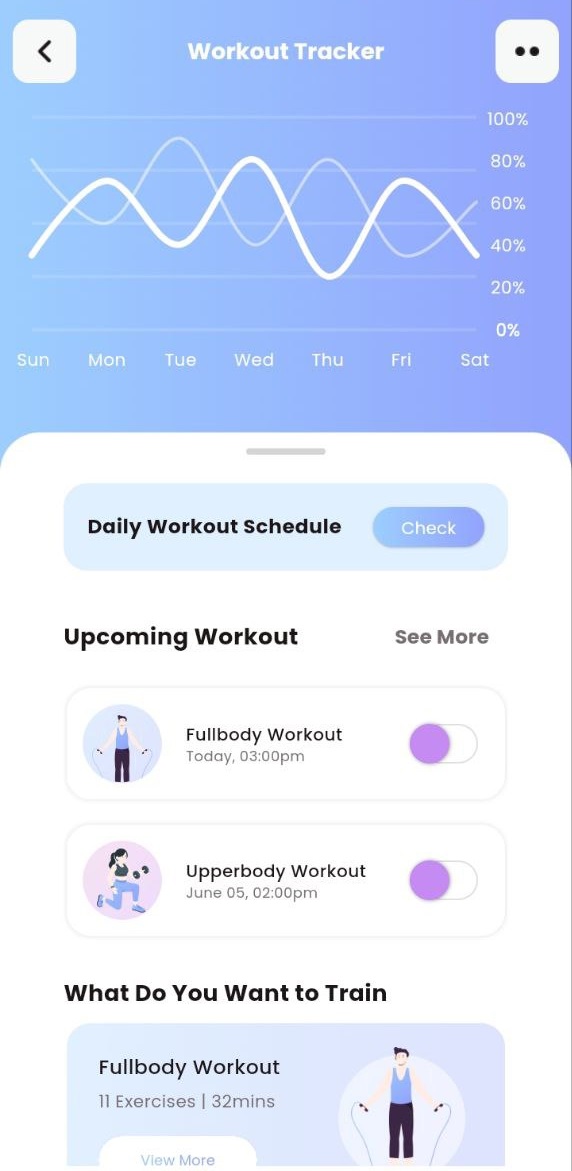 Workout Tracker
100%
80%
60%
40%
20%
0%
Sun Mon Tue Wed Thu Fri Sat
Daily Workout Schedule Check
Upcoming Workout See More
Fullbody Workout
Today, 03:00pm
Upperbody Workout
June 05, 02:00pm
What Do You Want to Train
Fullbody Workout
11 Exercises | 32mins
View More